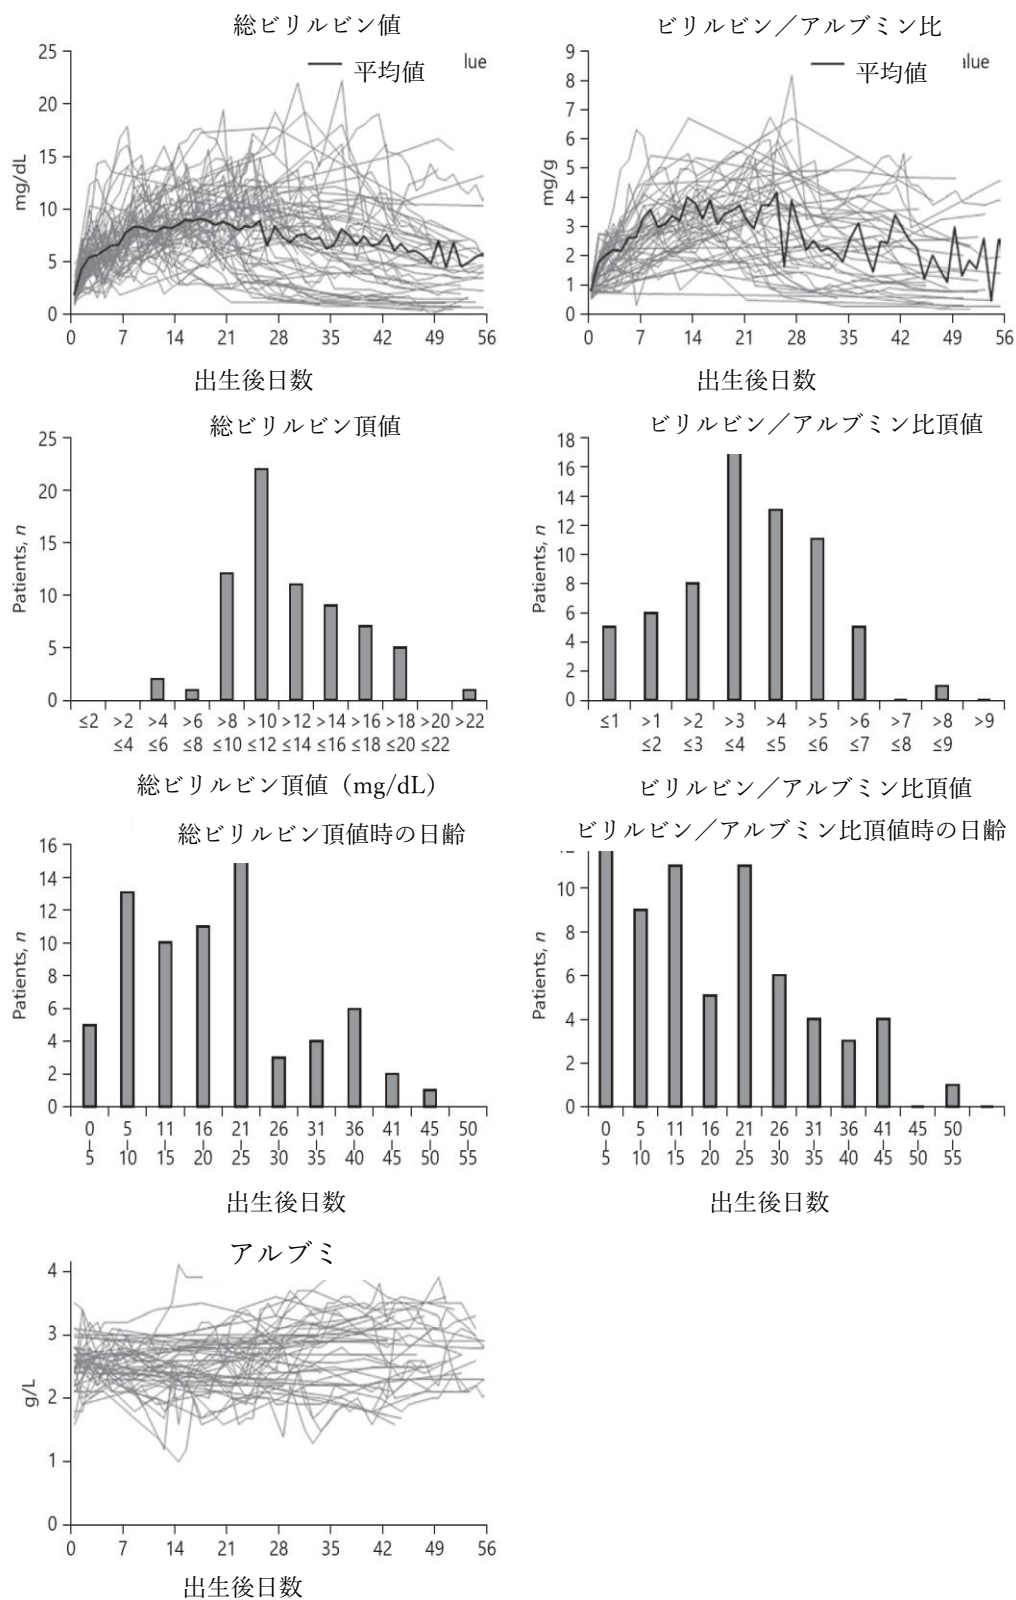 総ビリルビン値
25
20
15
10
5
0
mg/dL
平均値
lue
0 7 14 21 28 35 42 49 56
出生後日数
ビリルビン／アルブミン比
9
8
7
6
5
4
3
2
1
0
mg/g
平均値
alue
0 7 14 21 28 35 42 49 56
出生後日数
総ビリルビン頂値
25
20
15
10
5
0
Patients, n
≤2 >2 >4 >6 >8 >10 >12 >14 >16 >18 >20 >22
≤4 ≤6 ≤8 ≤10 ≤12 ≤14 ≤16 ≤18 ≤20 ≤22
総ビリルビン頂値（mg/dL）
ビリルビン／アルブミン比頂値
18
16
14
12
10
8
6
4
2
0
Patients, n
≤1 >1 >2 >3 >4 >5 >6 >7 >8 >9
≤2 ≤3 ≤4 ≤5 ≤6 ≤7 ≤8 ≤9
ビリルビン／アルブミン比頂値
総ビリルビン頂値時の日齢
16
14
12
10
8
6
4
2
0
Patients, n
0 5 11 16 21 26 31 36 41 45 50
5 10 15 20 25 30 35 40 45 50 55
出生後日数
ビリルビン／アルブミン比頂値時の日齢
10
8
6
4
2
0
Patients, n
0 5 11 16 21 26 31 36 41 45 50
5 10 15 20 25 30 35 40 45 50 55
出生後日数
アルブミ
4
3
2
1
0
g/L
0 7 14 21 28 35 42 49 56
出生後日数